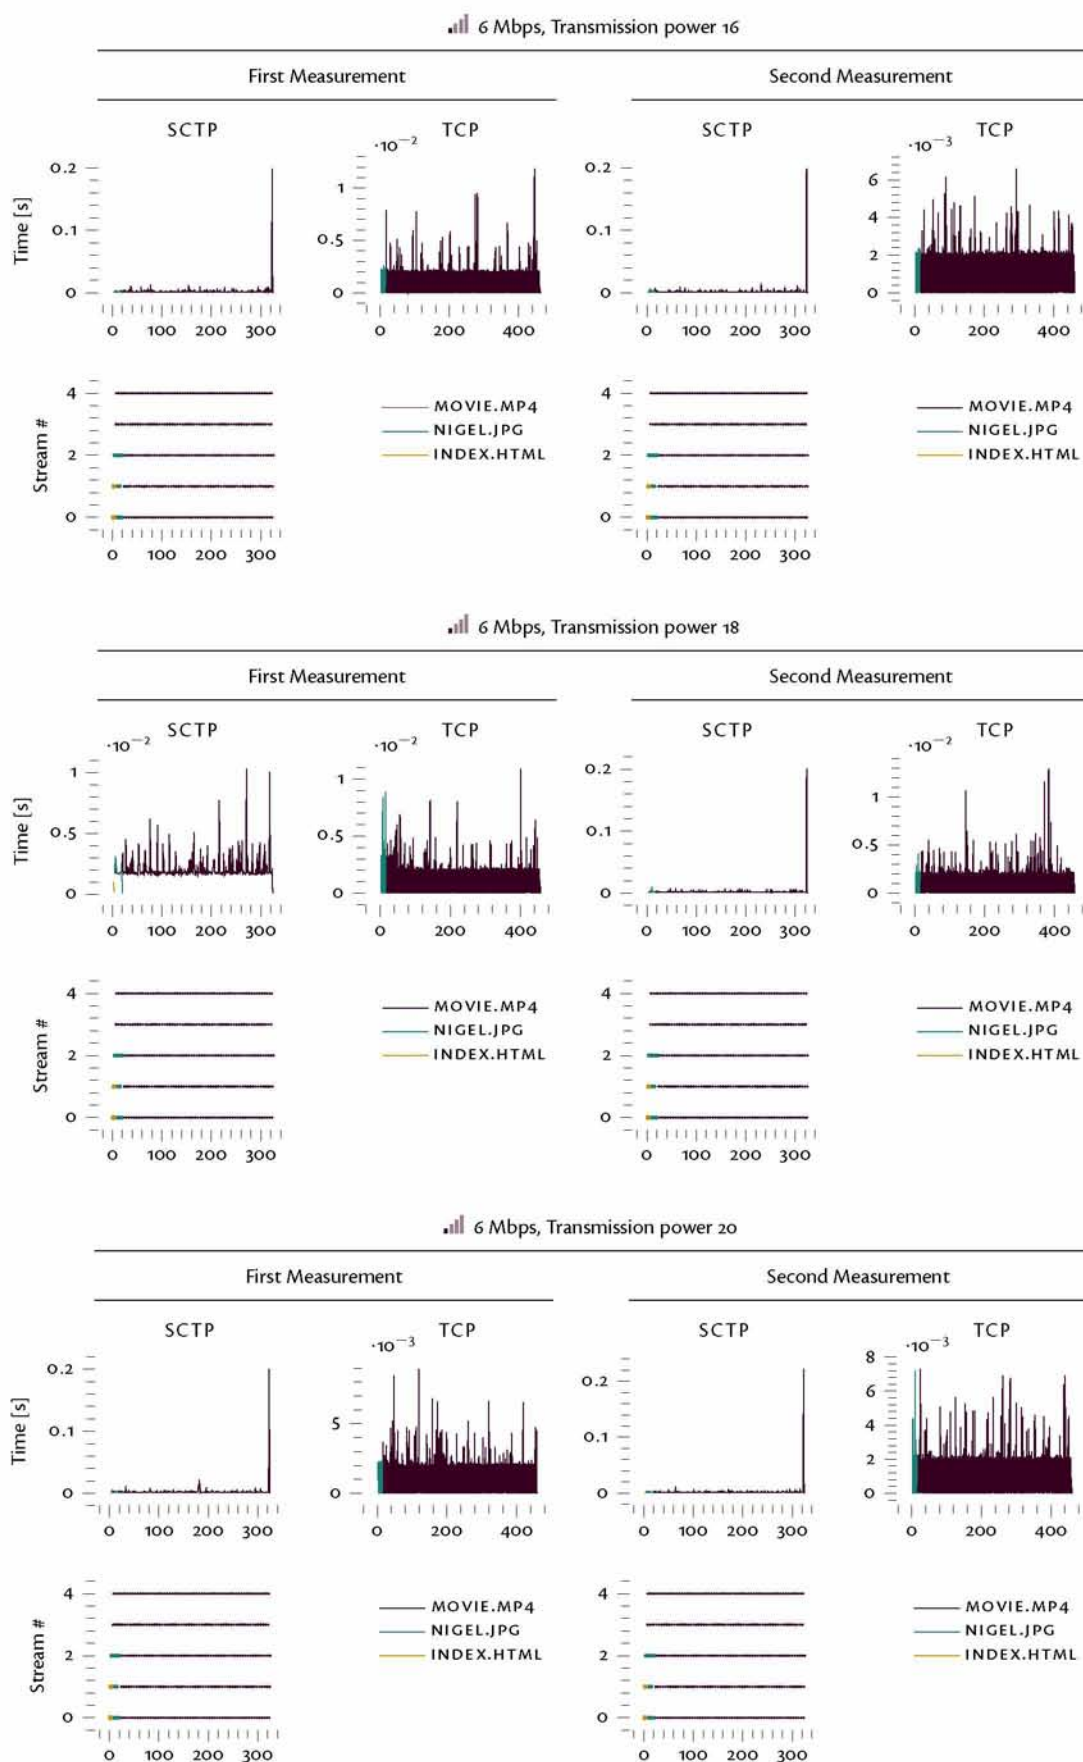 6 Mbps, Transmission power 16
First Measurement
Second Measurement
SCTP
TCP
SCTP
TCP
·10−2
·10−3
Time [s]
0.2
0.1
0
0 100 200 300
1
0.5
0
0 200 400
0.2
0.1
0
0 100 200 300
6
4
2
0
0 200 400
Stream #
4
2
0
0 100 200 300
MOVIE.MP4
NIGEL.JPG
INDEX.HTML
4
2
0
0 100 200 300
MOVIE.MP4
NIGEL.JPG
INDEX.HTML
6 Mbps, Transmission power 18
First Measurement
Second Measurement
SCTP
TCP
SCTP
TCP
·10−2
·10−2
·10−2
Time [s]
1
0.5
0
0 100 200 300
1
0.5
0
0 200 400
0.2
0.1
0
0 100 200 300
1
0.5
0
0 200 400
Stream #
4
2
0
0 100 200 300
MOVIE.MP4
NIGEL.JPG
INDEX.HTML
4
2
0
0 100 200 300
MOVIE.MP4
NIGEL.JPG
INDEX.HTML
6 Mbps, Transmission power 20
First Measurement
Second Measurement
SCTP
TCP
SCTP
TCP
·10−3
·10−3
Time [s]
0.2
0.1
0
0 100 200 300
5
0
0 200 400
0.2
0.1
0
0 100 200 300
8
6
4
2
0
0 200 400
Stream #
4
2
0
0 100 200 300
MOVIE.MP4
NIGEL.JPG
INDEX.HTML
4
2
0
0 100 200 300
MOVIE.MP4
NIGEL.JPG
INDEX.HTML